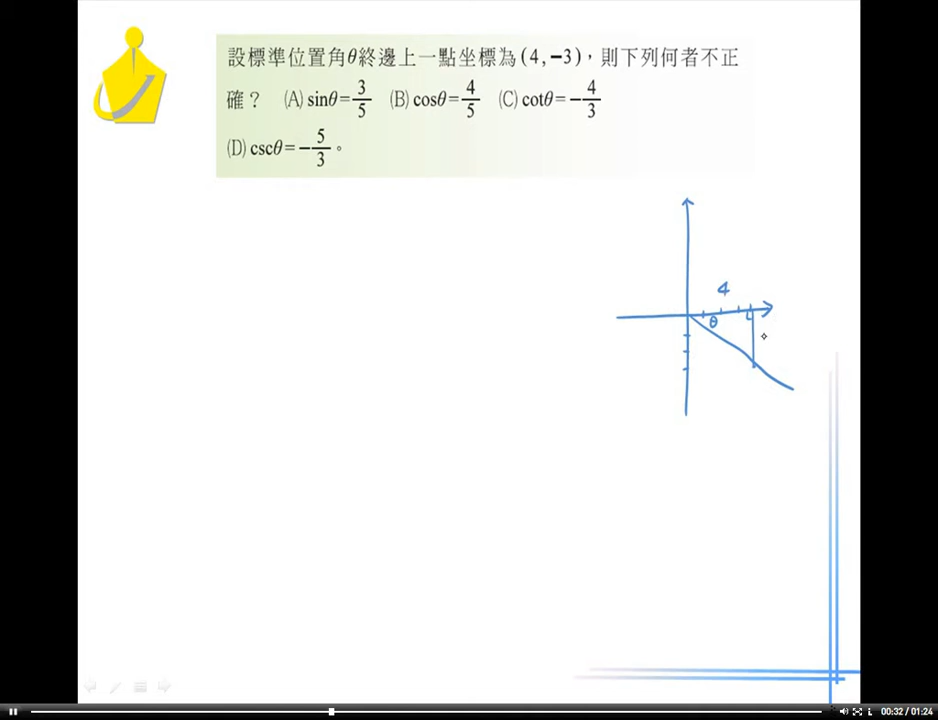 設標準位置角θ終邊上一點坐標為(4,−3),則下列何者不正
確? (A) sinθ=3/5 (B) cosθ=4/5 (C) cotθ=−4/3
(D) cscθ=−5/3。
4
θ
00:32 / 01:24